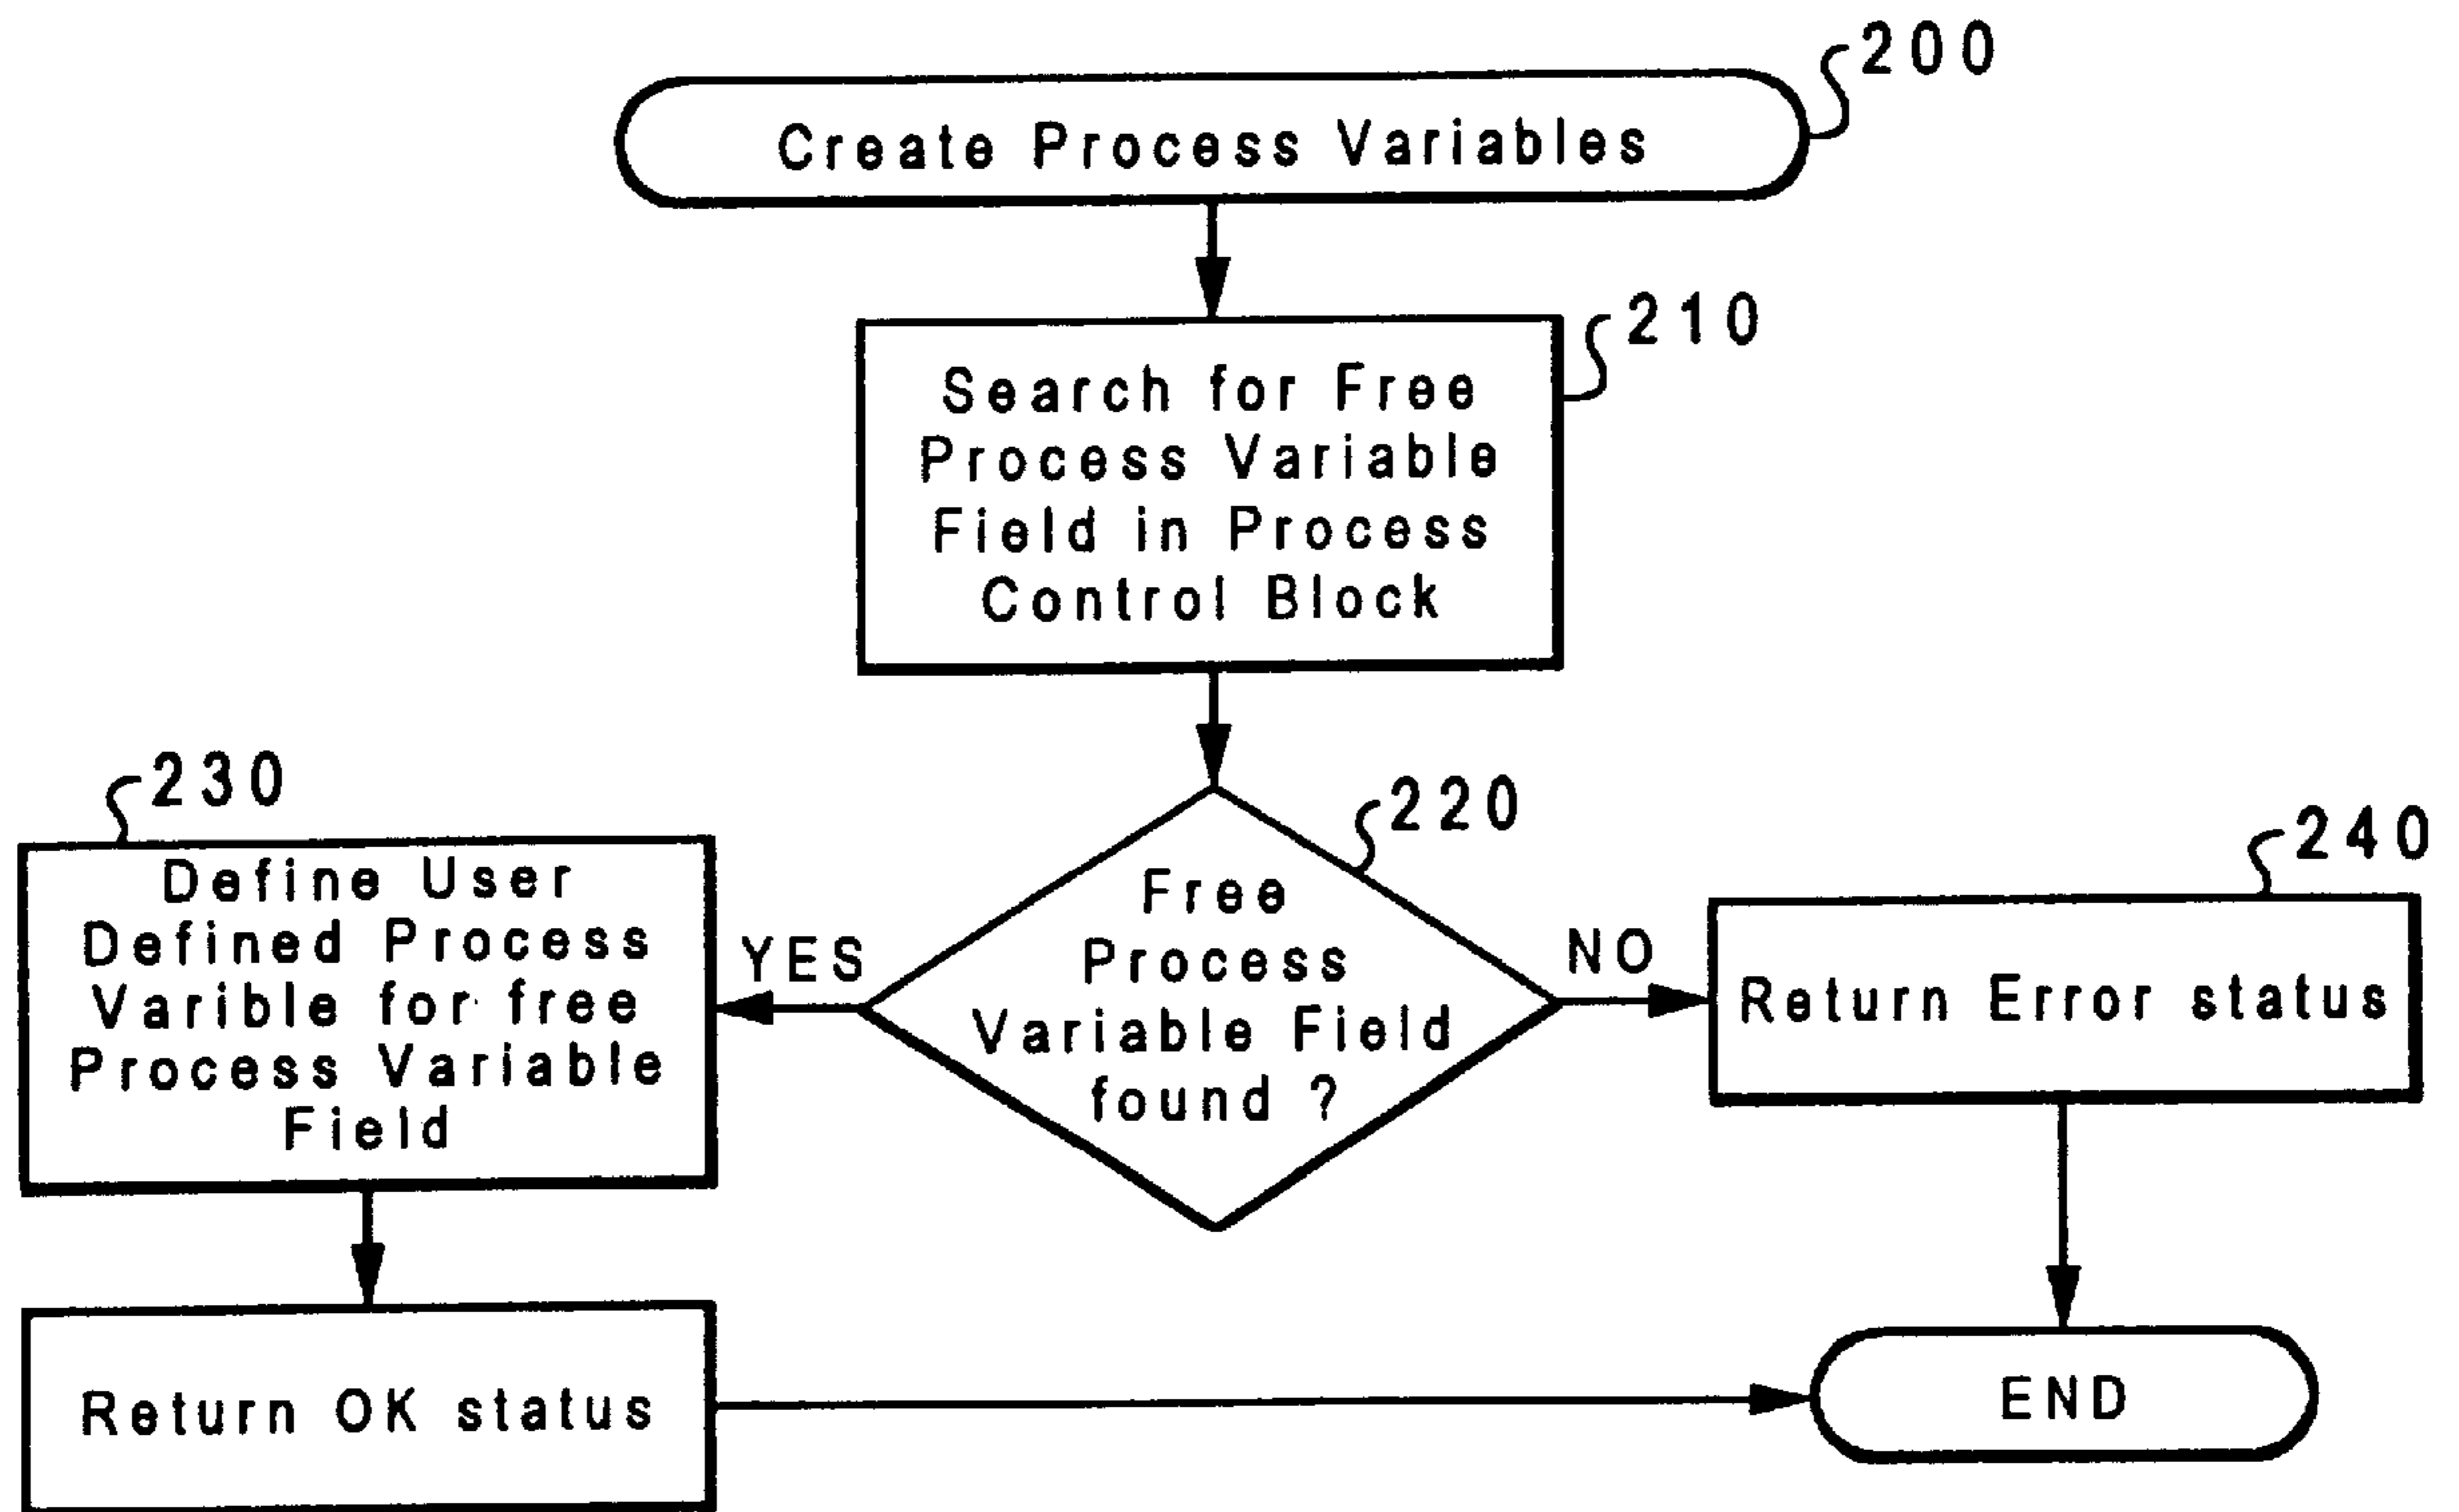 200
Create Process Variables
210
Search for Free
Process Variable
Field in Process
Control Block
220
Free
Process
Variable Field
found ?
YES
NO
230
Define User
Defined Process
Varible for free
Process Variable
Field
240
Return Error status
Return OK status
END